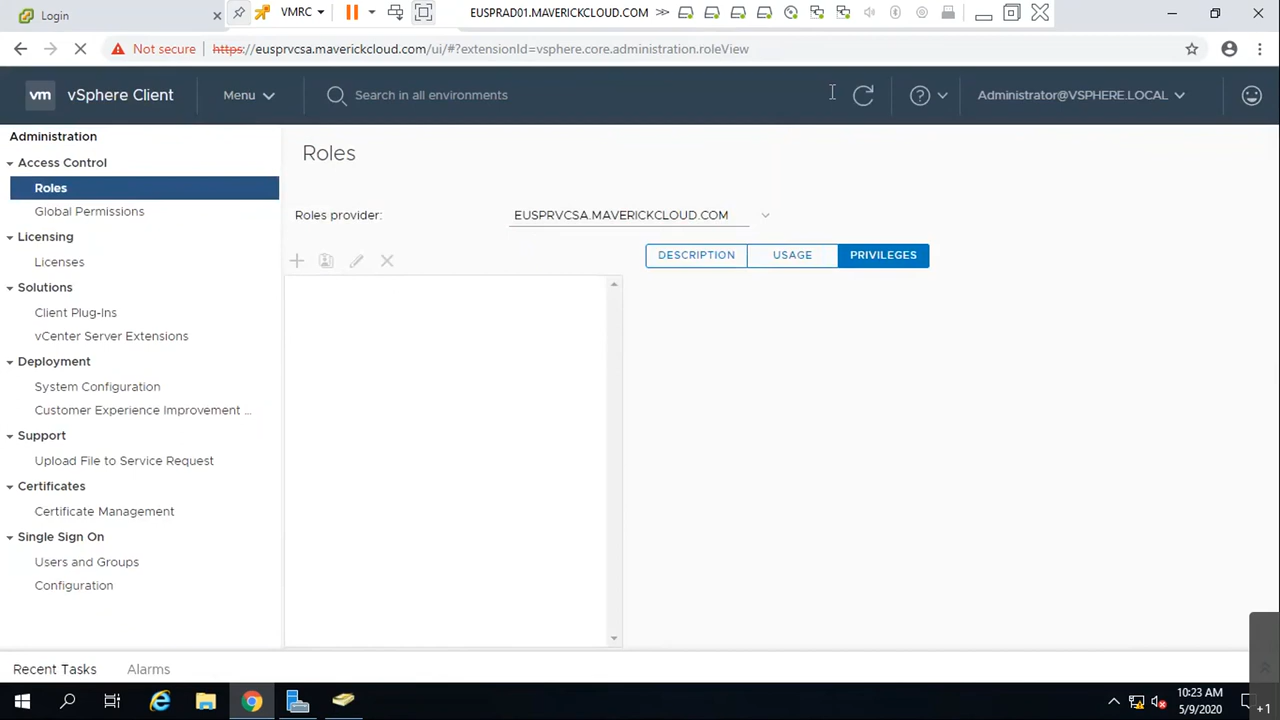 Login
VMRC
EUSPRAD01.MAVERICKCLOUD.COM
Not secure
https://eusprvcsa.maverickcloud.com/ui/#?extensionId=vsphere.core.administration.roleView
vm
vSphere Client
Menu
Search in all environments
Administrator@VSPHERE.LOCAL
Administration
Access Control
Roles
Global Permissions
Licensing
Licenses
Solutions
Client Plug-Ins
vCenter Server Extensions
Deployment
System Configuration
Customer Experience Improvement ...
Support
Upload File to Service Request
Certificates
Certificate Management
Single Sign On
Users and Groups
Configuration
Roles
Roles provider:
EUSPRVCSA.MAVERICKCLOUD.COM
DESCRIPTION
USAGE
PRIVILEGES
Recent Tasks
Alarms
10:23 AM
5/9/2020
+1